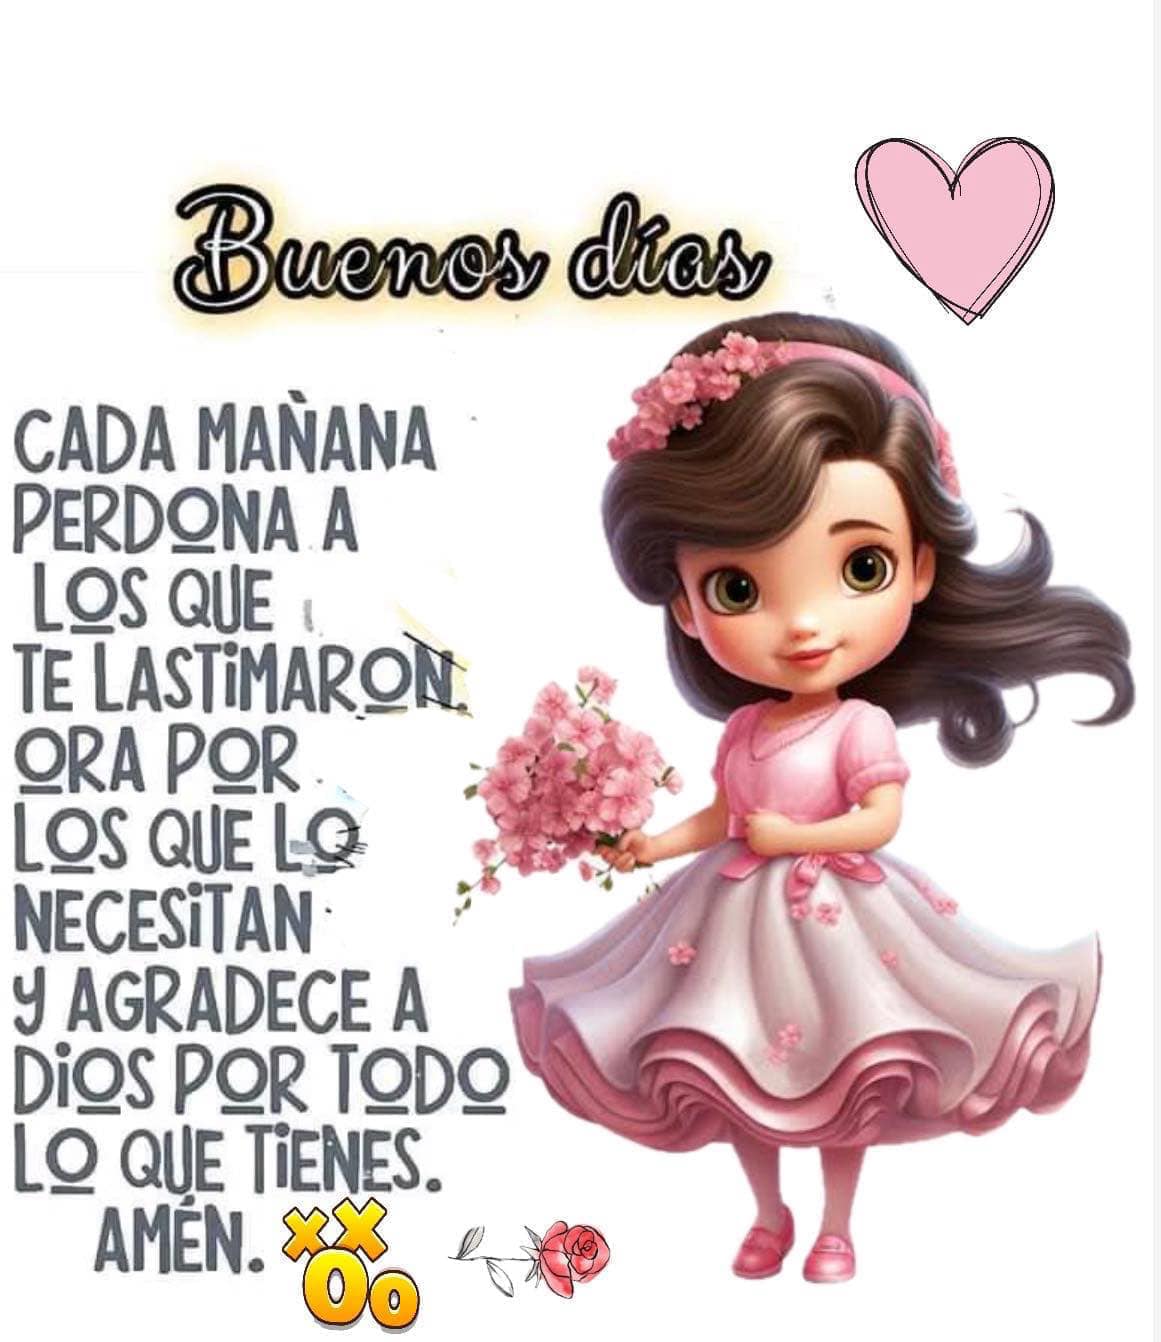 Buenos días
CADA MAÑANA
PERDONA A
LOS QUE
TE LASTIMARON.
ORA POR
LOS QUE LO
NECESITAN
Y AGRADECE A
DIOS POR TODO
LO QUE TIENES.
AMÉN.
xX
Oo